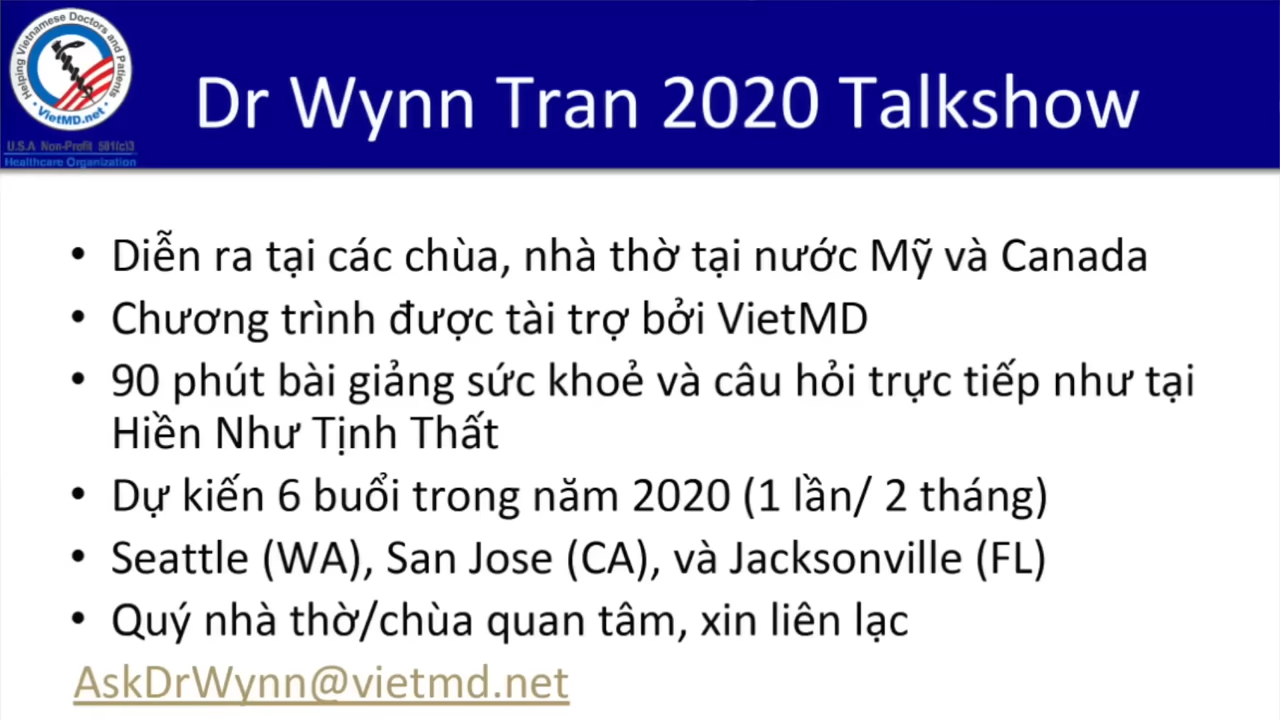 Helping Vietnamese Doctors and Patients
• VietMD.net •
U.S.A Non-Profit 501(c)3
Healthcare Organization
Dr Wynn Tran 2020 Talkshow
• Diễn ra tại các chùa, nhà thờ tại nước Mỹ và Canada
• Chương trình được tài trợ bởi VietMD
• 90 phút bài giảng sức khoẻ và câu hỏi trực tiếp như tại
Hiền Như Tịnh Thất
• Dự kiến 6 buổi trong năm 2020 (1 lần/ 2 tháng)
• Seattle (WA), San Jose (CA), và Jacksonville (FL)
• Quý nhà thờ/chùa quan tâm, xin liên lạc
AskDrWynn@vietmd.net